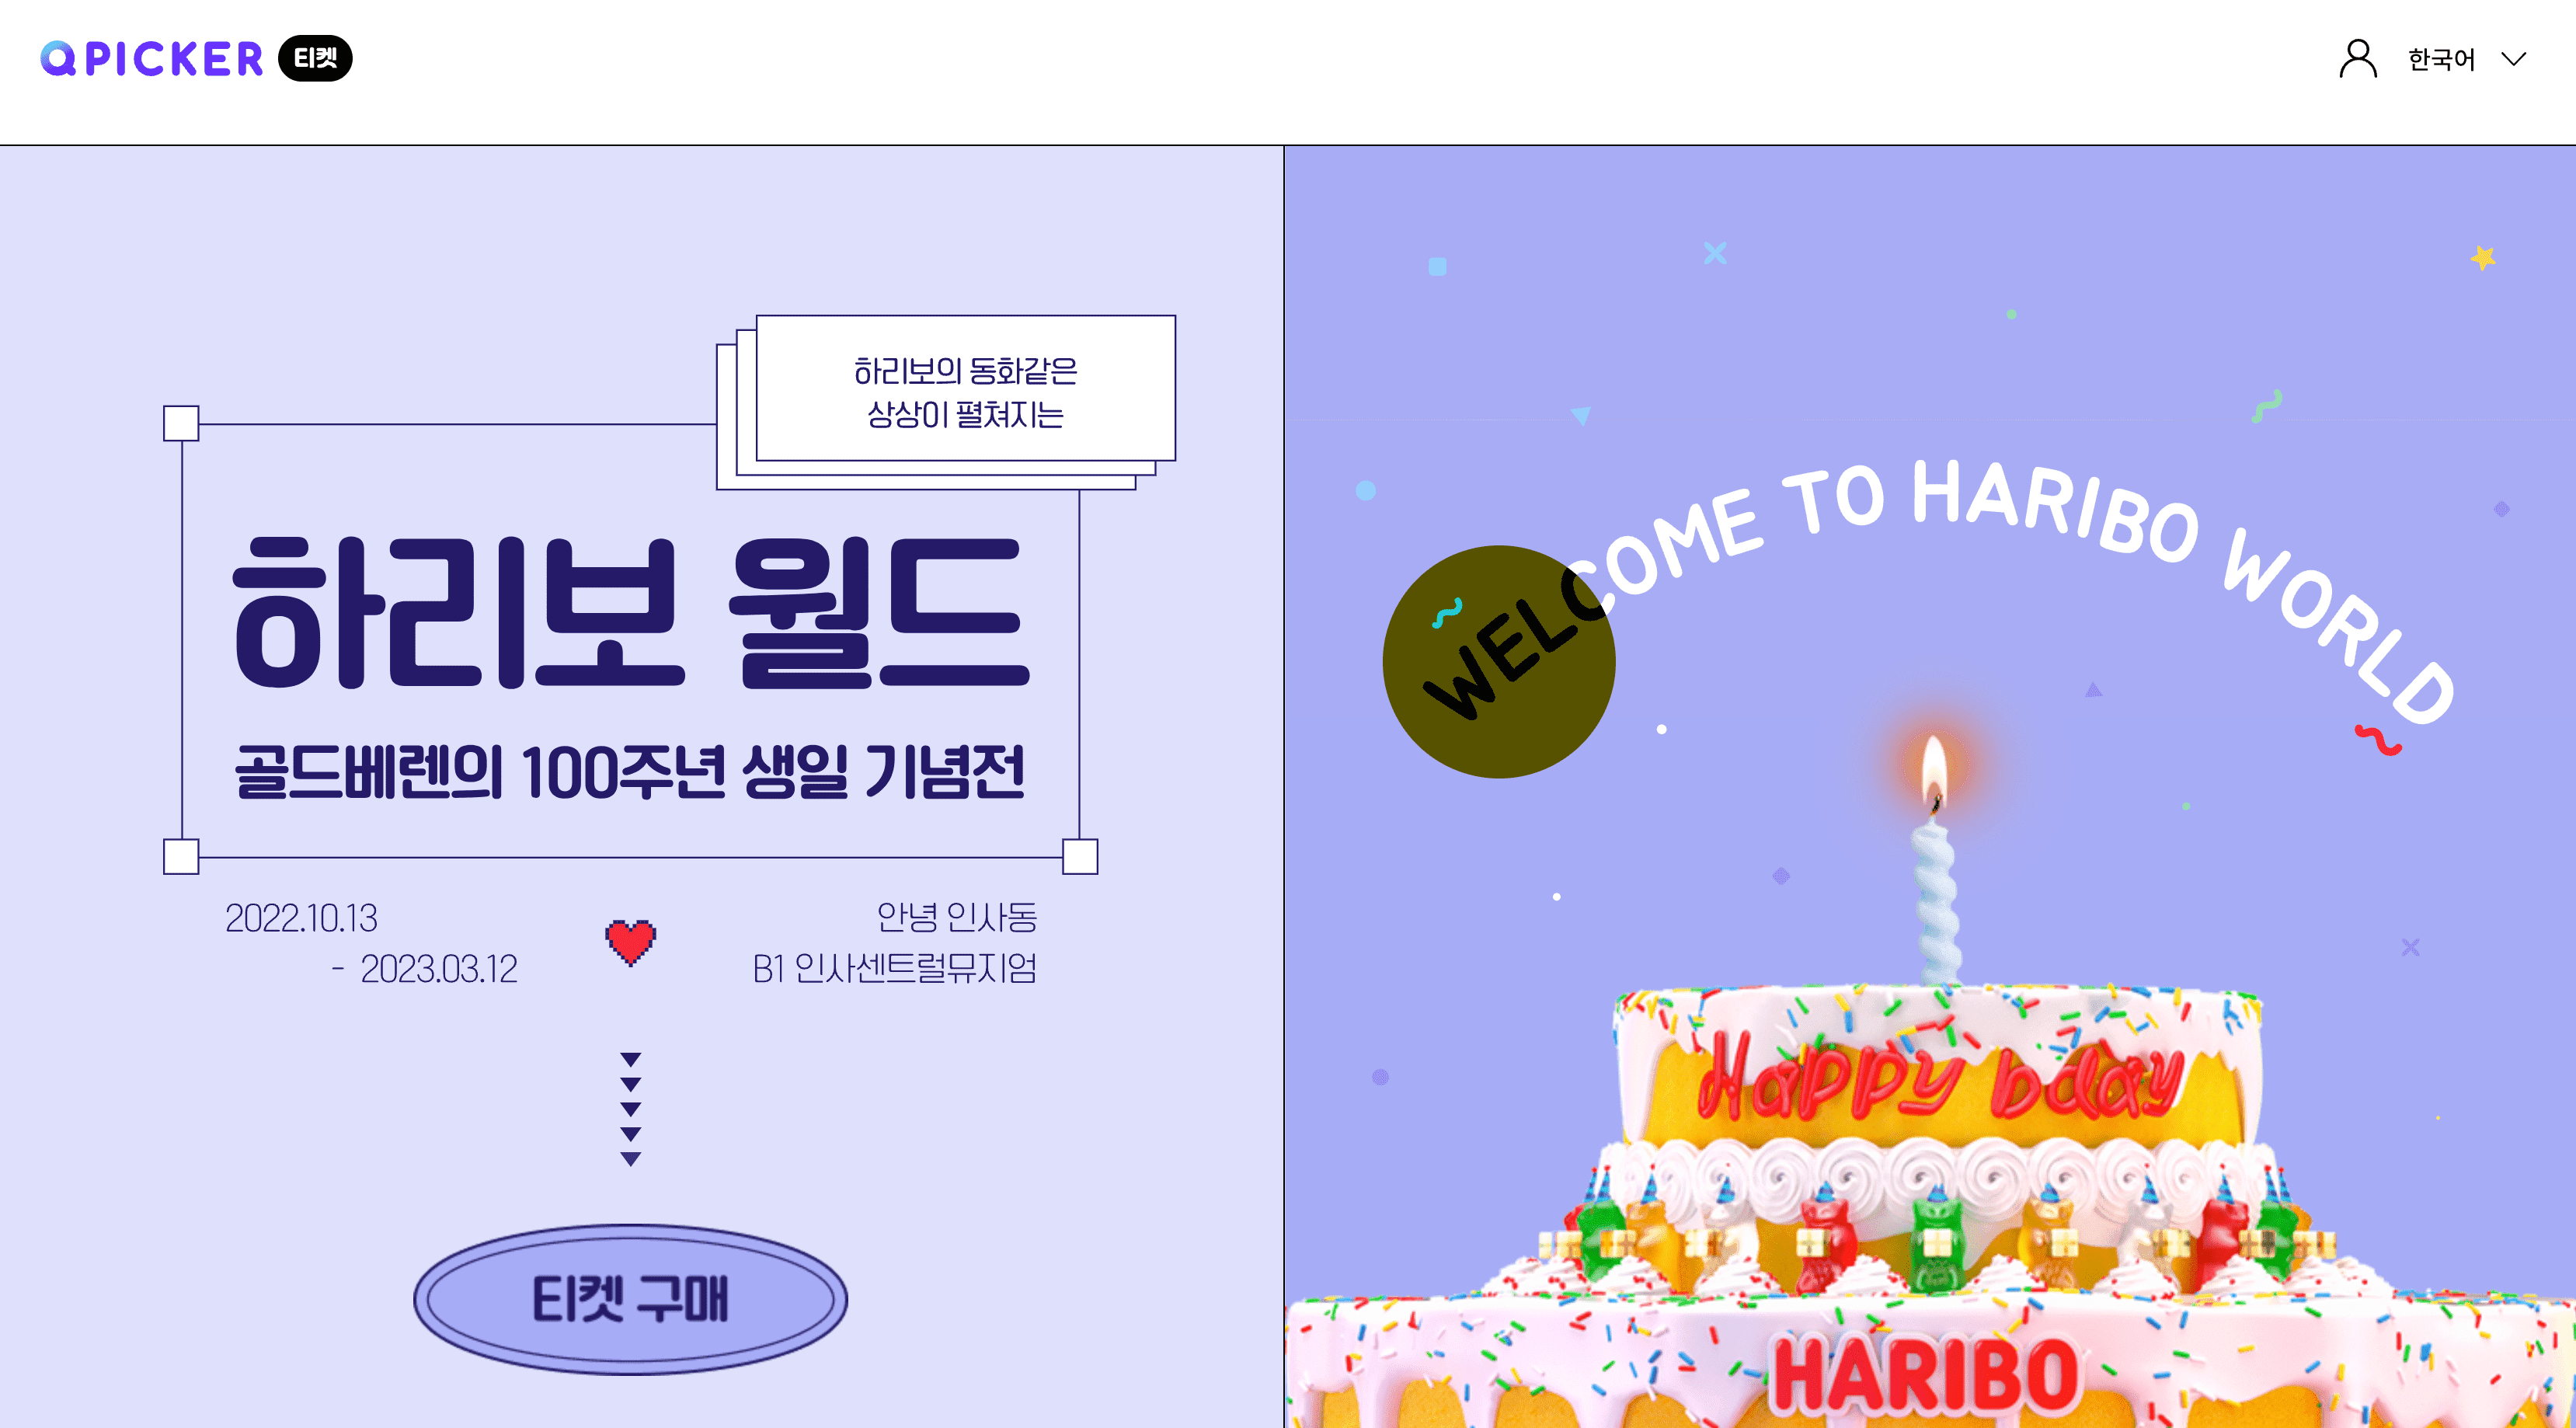 QPICKER 티켓
한국어
하리보의 동화같은
상상이 펼쳐지는
하리보 월드
골드베렌의 100주년 생일 기념전
2022.10.13
- 2023.03.12
안녕 인사동
B1 인사센트럴뮤지엄
티켓 구매
WELCOME TO HARIBO WORLD
Happy bday
HARIBO